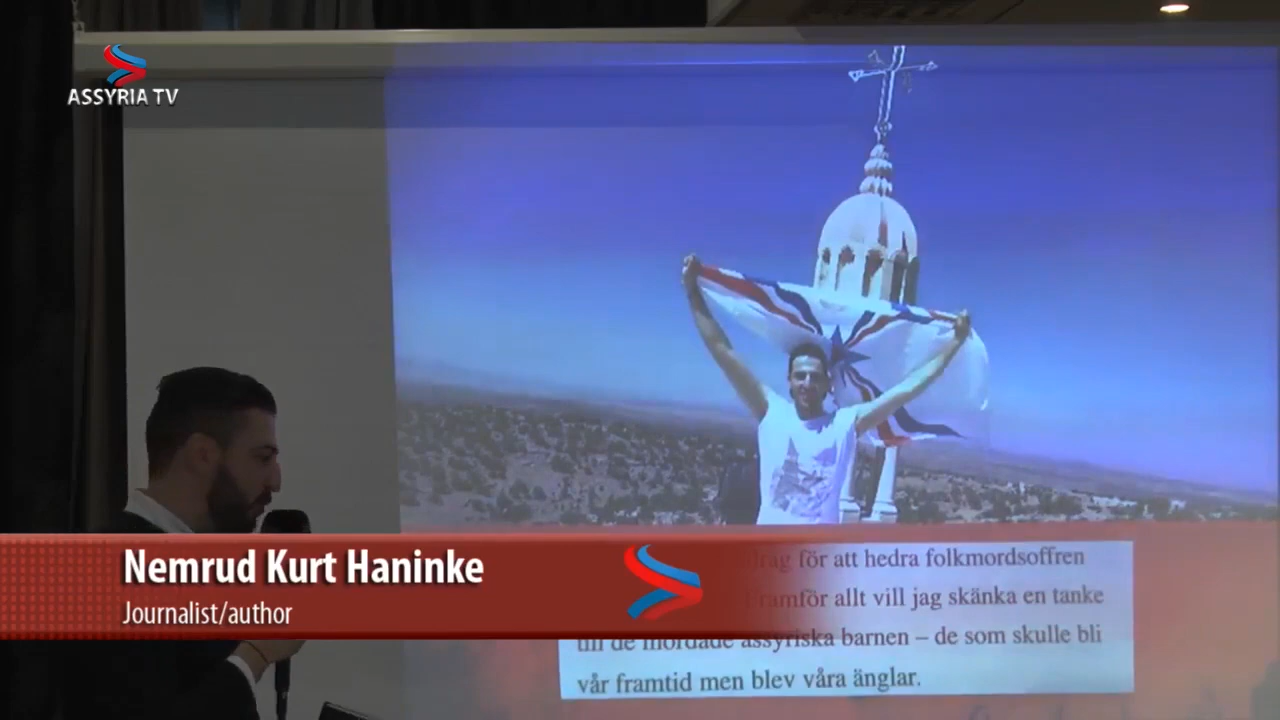 ASSYRIA TV
Nemrud Kurt Haninke
Journalist/author
för att hedra folkmordsoffren
allt vill jag skänka en tanke
till de mördade assyriska barnen – de som skulle bli
vår framtid men blev våra änglar.